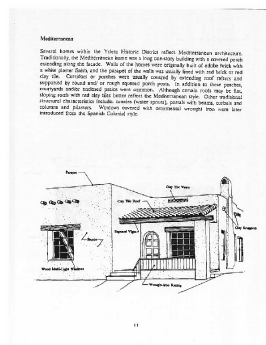 Mediterranean
Several homes within the Ysleta Historic District reflect Mediterranean architecture.
Traditionally, the Mediterranean home was a long one-story building with a covered porch
extending along the facade. Walls of the homes were originally built of adobe brick with
a white plaster finish, and the parapet of the walls was usually lined with red brick or red
clay tile. Corridors or porches were usually covered by extending roof rafters and
supported by round and/ or rough squared porch posts. In addition to these porches,
courtyards and/or enclosed patios were common. Although certain roofs may be flat,
sloping roofs with red clay tiles better reflect the Mediterranean style. Other traditional
structural characteristics include: canales (water spouts), portals with beams, corbels and
columns and pilasters. Windows covered with ornamental wrought iron were later
introduced from the Spanish Colonial style.
Parapet
Clay Tile Vents
Clay Tile Roof
Exposed Vigas
Clay
Stucco
Wood Multi-Light Windows
Wrought-Iron Railing
11